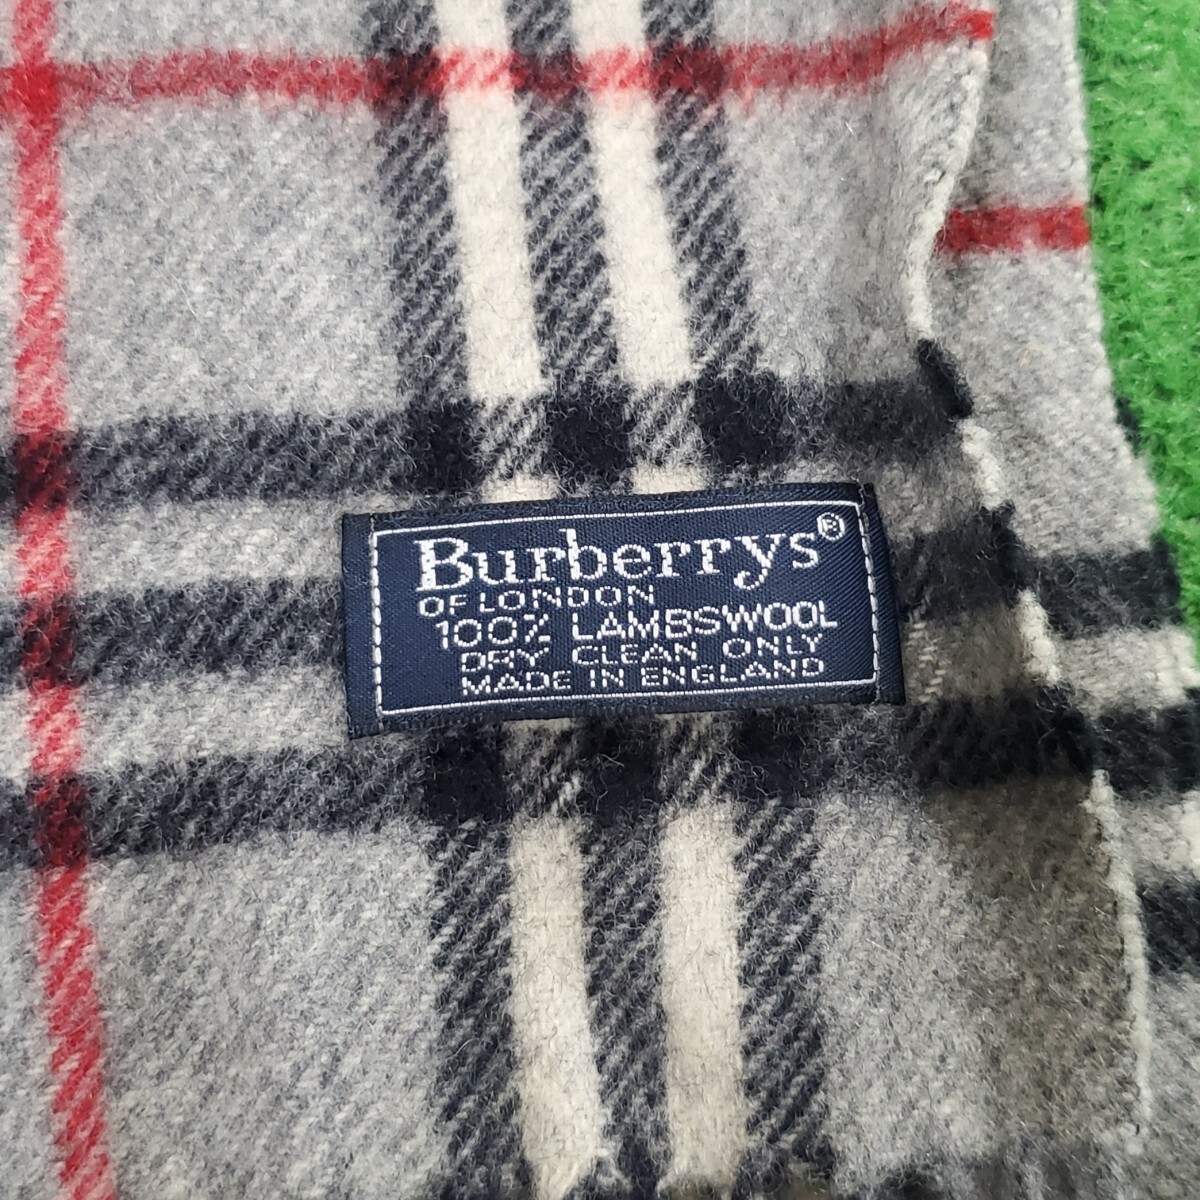 Burberrys®
OF LONDON
100% LAMBSWOOL
DRY CLEAN ONLY
MADE IN ENGLAND